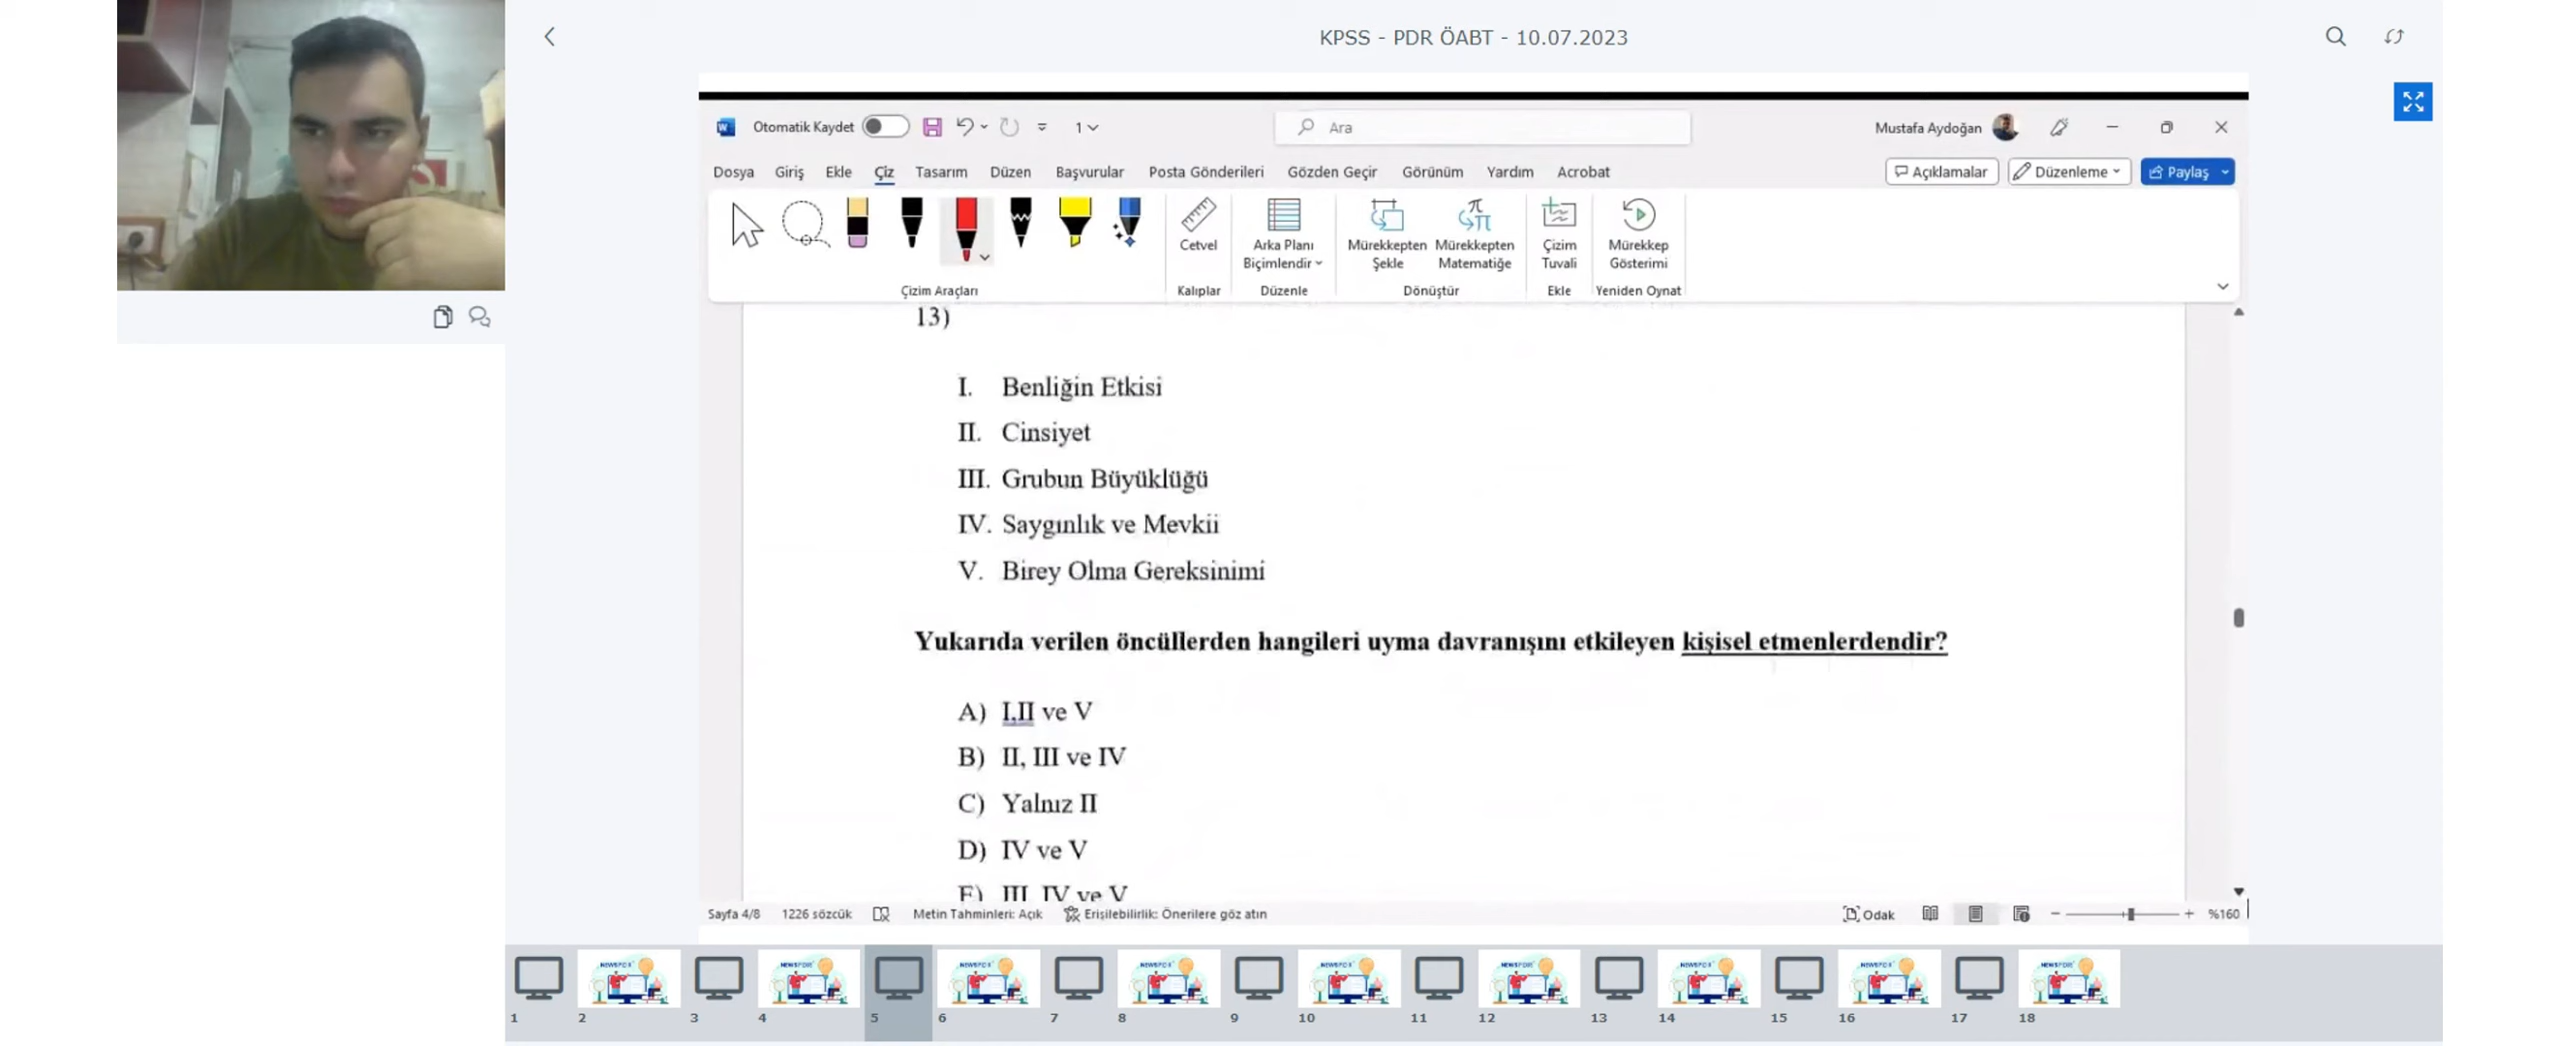 KPSS - PDR ÖABT - 10.07.2023
Otomatik Kaydet
1
Ara
Mustafa Aydoğan
Dosya Giriş Ekle Çiz Tasarım Düzen Başvurular Posta Gönderileri Gözden Geçir Görünüm Yardım Acrobat
Açıklamalar Düzenleme Paylaş
Cetvel
Arka Planı Biçimlendir
Mürekkepten Şekle
Mürekkepten Matematiğe
Çizim Tuvali
Mürekkep Gösterimi
Çizim Araçları Kalıplar Düzenle Dönüştür Ekle Yeniden Oynat
13)
I. Benliğin Etkisi
II. Cinsiyet
III. Grubun Büyüklüğü
IV. Saygınlık ve Mevkii
V. Birey Olma Gereksinimi
Yukarıda verilen öncüllerden hangileri uyma davranışını etkileyen kişisel etmenlerdendir?
A) I,II ve V
B) II, III ve IV
C) Yalnız II
D) IV ve V
E) III, IV ve V
Sayfa 4/8 1226 sözcük Metin Tahminleri: Açık Erişilebilirlik: Önerilere göz atın Odak %160
1 2 3 4 5 6 7 8 9 10 11 12 13 14 15 16 17 18